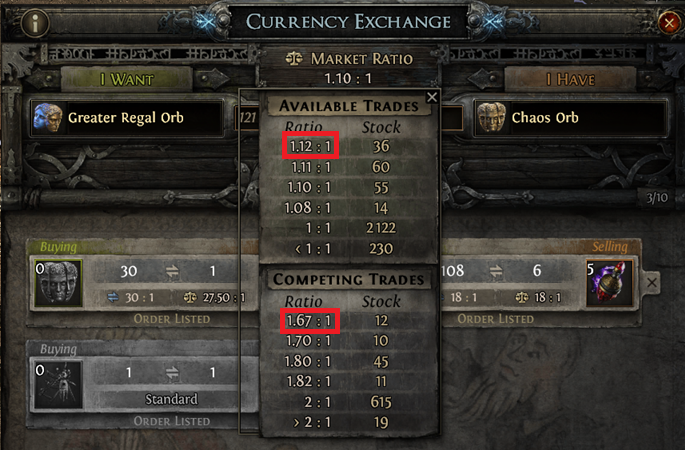 CURRENCY EXCHANGE
MARKET RATIO
1.10 : 1
I WANT
I HAVE
Greater Regal Orb
121
Chaos Orb
AVAILABLE TRADES
Ratio Stock
1.12 : 1 36
1.11 : 1 60
1.10 : 1 55
1.08 : 1 14
1 : 1 2122
< 1 : 1 230
3/10
Buying
0
30 1
30 : 1 27.50 : 1
ORDER LISTED
Selling
108 6
5
18 : 1 18 : 1
ORDER LISTED
COMPETING TRADES
Ratio Stock
1.67 : 1 12
1.70 : 1 10
1.80 : 1 45
1.82 : 1 11
2 : 1 615
> 2 : 1 19
Buying
0
1 1
Standard
ORDER LISTED